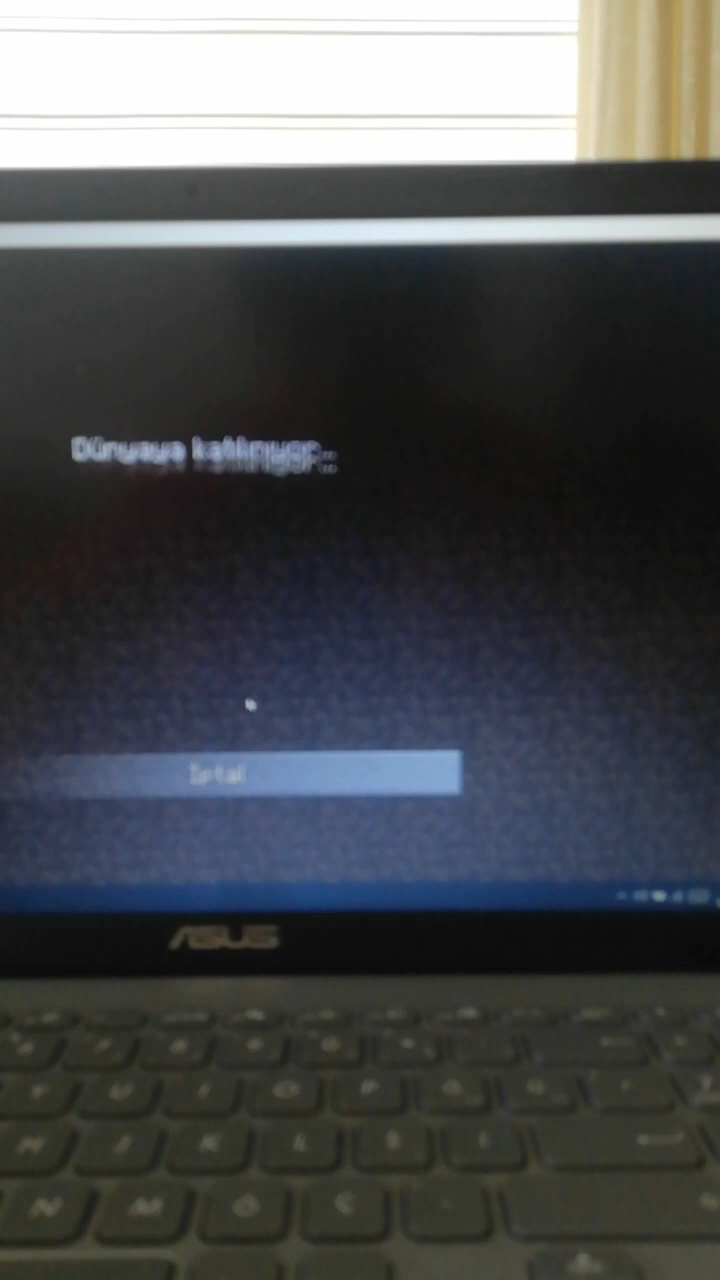 Dünyaya katılınıyor...
İptal
ASUS
Y U I O P Ğ Ü
H J K L Ş İ
N M Ö Ç .